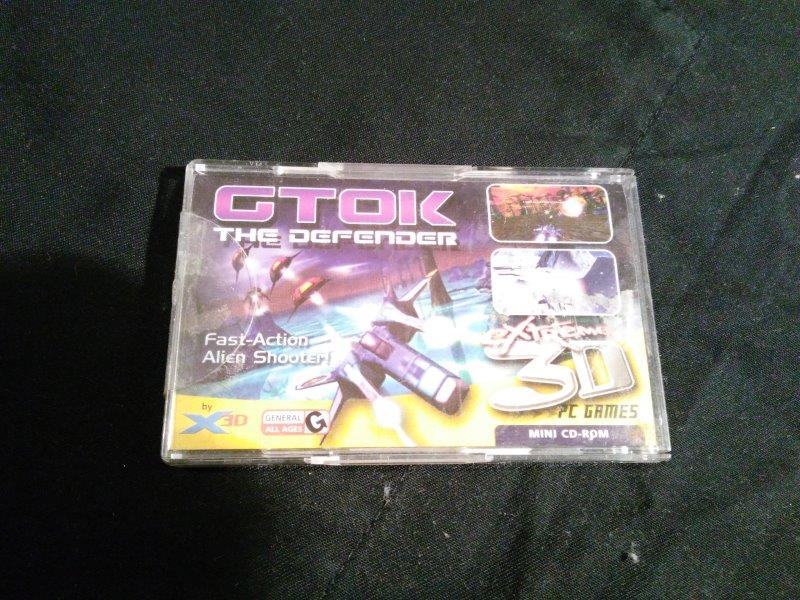 GTOK
THE DEFENDER
Fast-Action
Alien Shooter!
EXTREME
3D
PC GAMES
by
X3D
GENERAL
ALL AGES
G
MINI CD-ROM